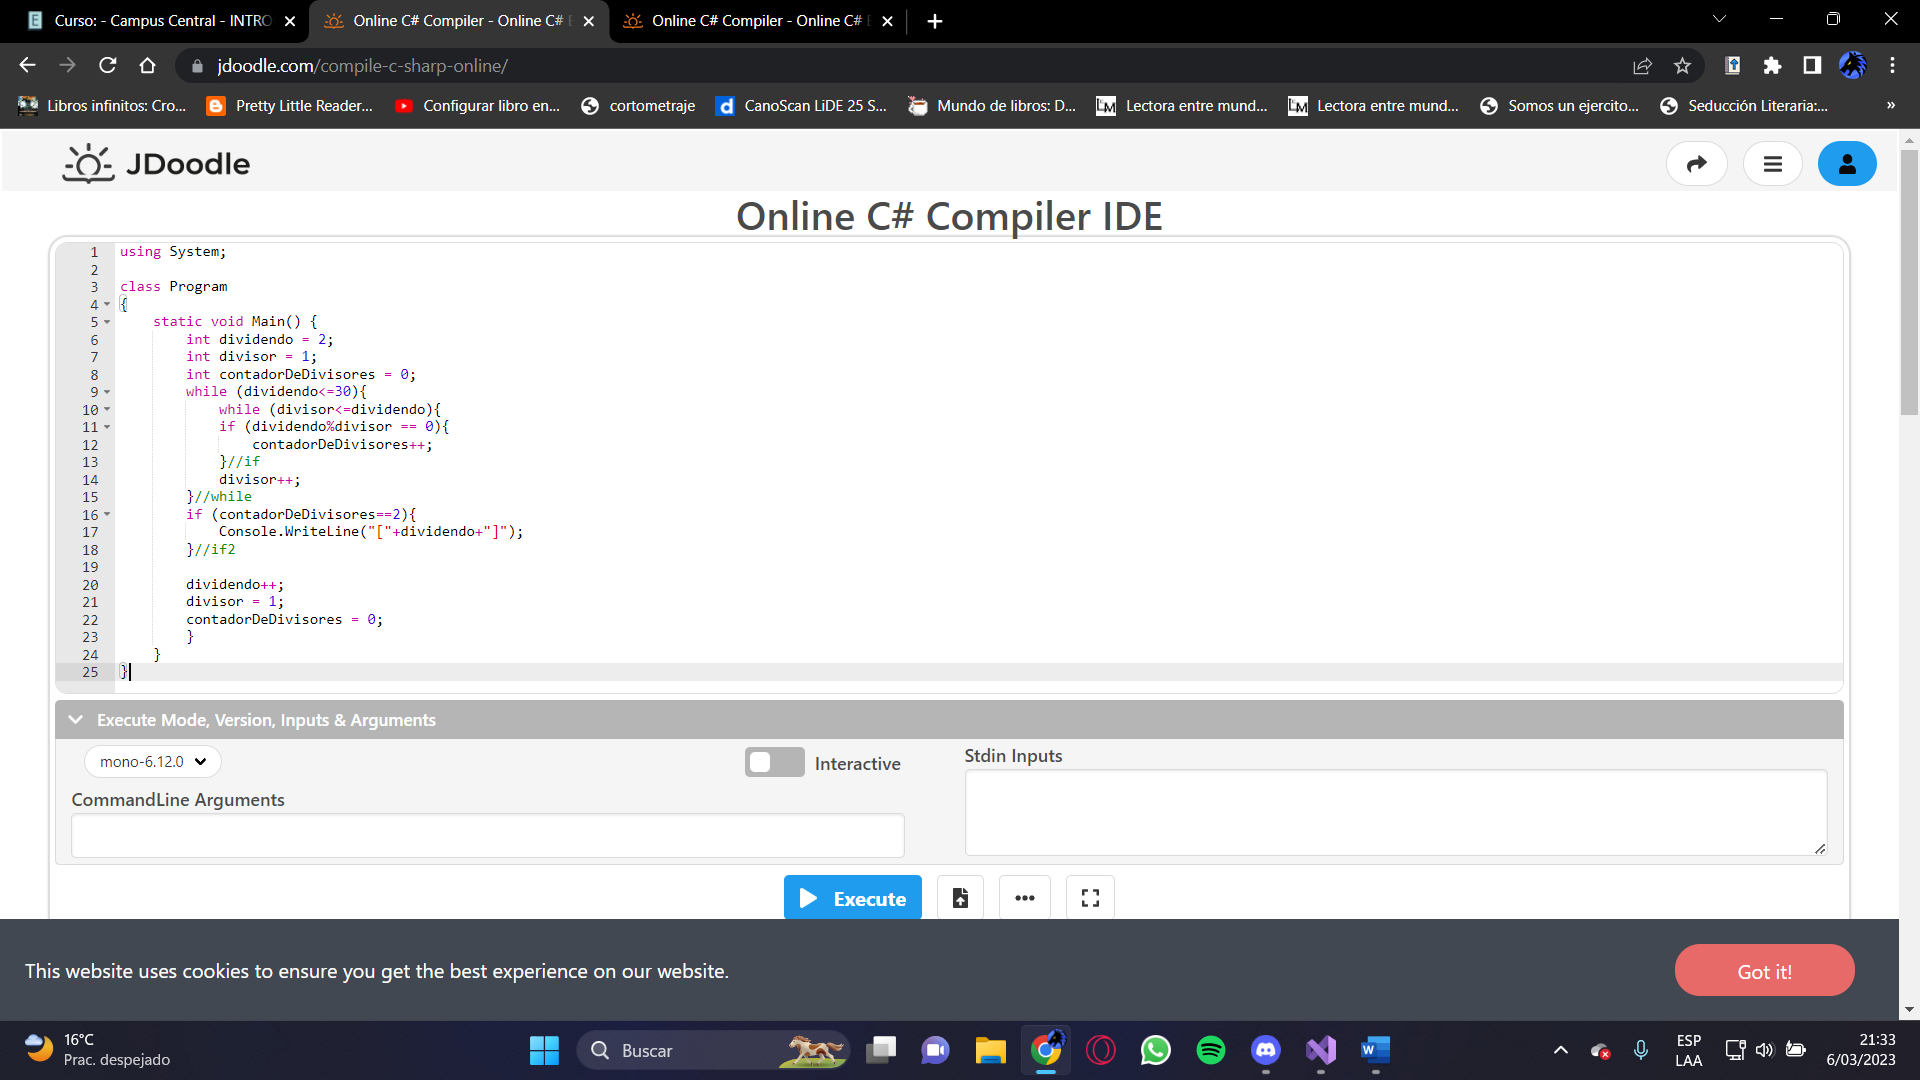 Curso: - Campus Central - INTRO
Online C# Compiler - Online C# E
Online C# Compiler - Online C# E
jdoodle.com/compile-c-sharp-online/
Libros infinitos: Cro...
Pretty Little Reader...
Configurar libro en...
cortometraje
CanoScan LiDE 25 S...
Mundo de libros: D...
Lectora entre mund...
Lectora entre mund...
Somos un ejercito...
Seducción Literaria:...
»
JDoodle
Online C# Compiler IDE
1 using System;
2
3 class Program
4 {
5 static void Main() {
6 int dividendo = 2;
7 int divisor = 1;
8 int contadorDeDivisores = 0;
9 while (dividendo<=30){
10 while (divisor<=dividendo){
11 if (dividendo%divisor == 0){
12 contadorDeDivisores++;
13 }//if
14 divisor++;
15 }//while
16 if (contadorDeDivisores==2){
17 Console.WriteLine("["+dividendo+"]");
18 }//if2
19
20 dividendo++;
21 divisor = 1;
22 contadorDeDivisores = 0;
23 }
24 }
25 }
Execute Mode, Version, Inputs & Arguments
mono-6.12.0
Interactive
Stdin Inputs
CommandLine Arguments
Execute
This website uses cookies to ensure you get the best experience on our website.
Got it!
16°C
Prac. despejado
Buscar
ESP
LAA
21:33
6/03/2023